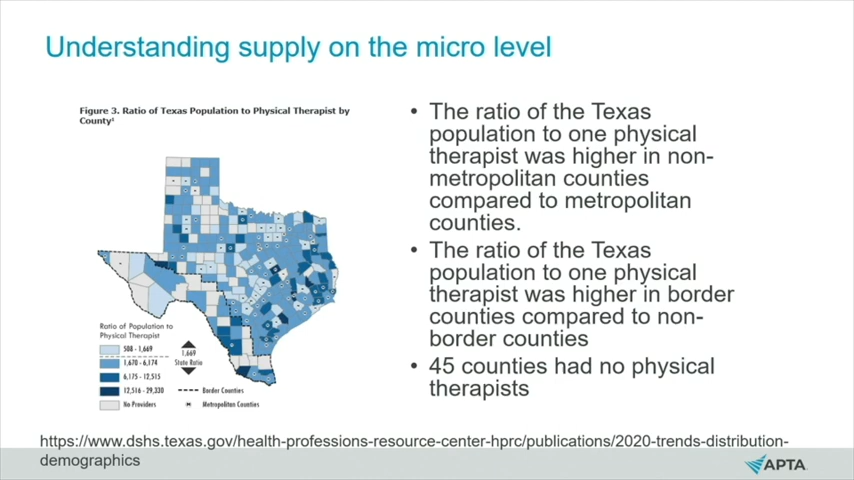 Understanding supply on the micro level
Figure 3. Ratio of Texas Population to Physical Therapist by
County¹
Ratio of Population to
Physical Therapist
508 - 1,669
1,670 - 6,174
6,175 - 12,515
12,516 - 29,330
No Providers
1,669
State Ratio
Border Counties
Metropolitan Counties
• The ratio of the Texas
population to one physical
therapist was higher in non-
metropolitan counties
compared to metropolitan
counties.
• The ratio of the Texas
population to one physical
therapist was higher in border
counties compared to non-
border counties
• 45 counties had no physical
therapists
https://www.dshs.texas.gov/health-professions-resource-center-hprc/publications/2020-trends-distribution-
demographics
APTA